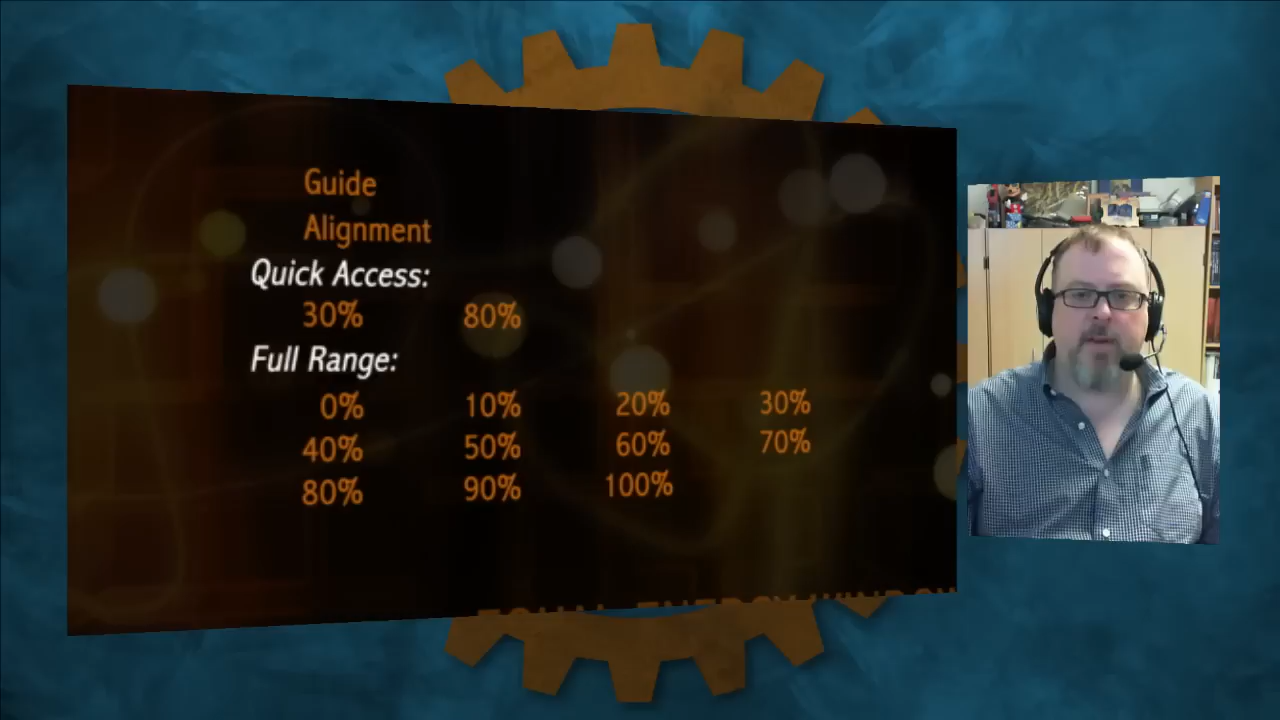 Guide
Alignment
Quick Access:
30% 80%
Full Range:
0% 10% 20% 30%
40% 50% 60% 70%
80% 90% 100%